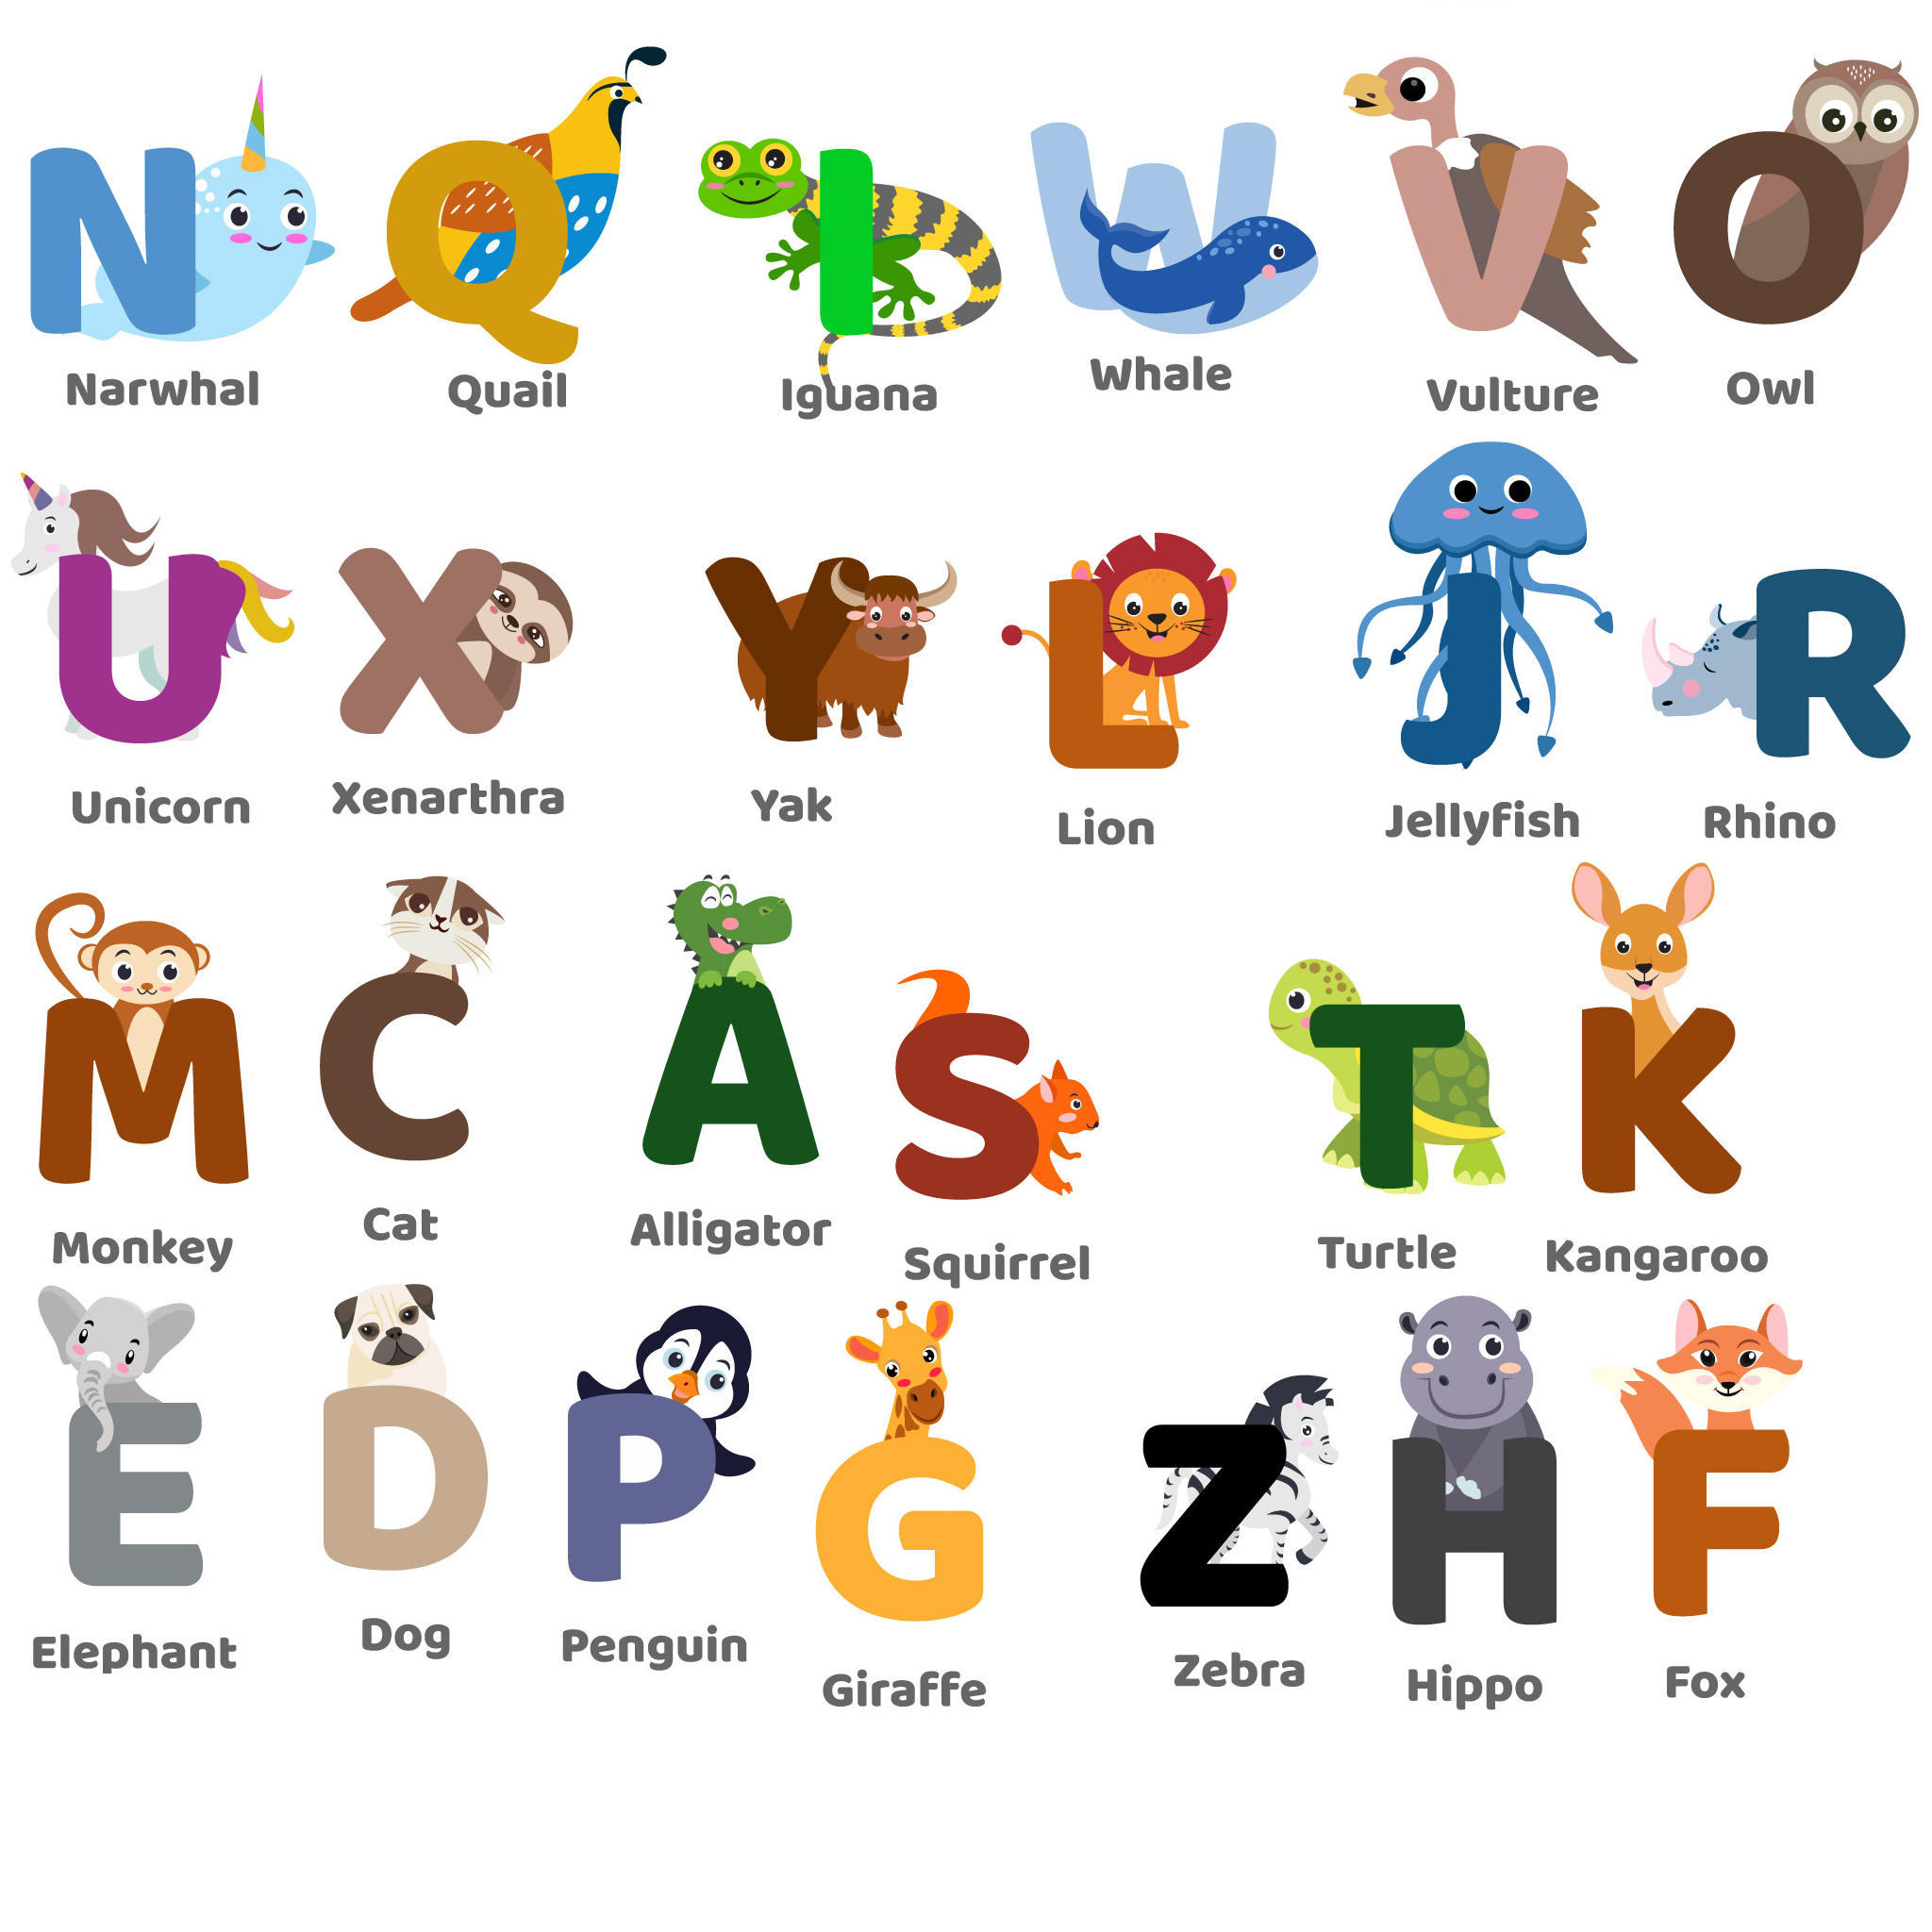 N Q I W V O
Narwhal Quail Iguana Whale Vulture Owl
U X Y L J R
Unicorn Xenarthra Yak Lion Jellyfish Rhino
M C A S T K
Monkey Cat Alligator Squirrel Turtle Kangaroo
E D P G Z H F
Elephant Dog Penguin Giraffe Zebra Hippo Fox